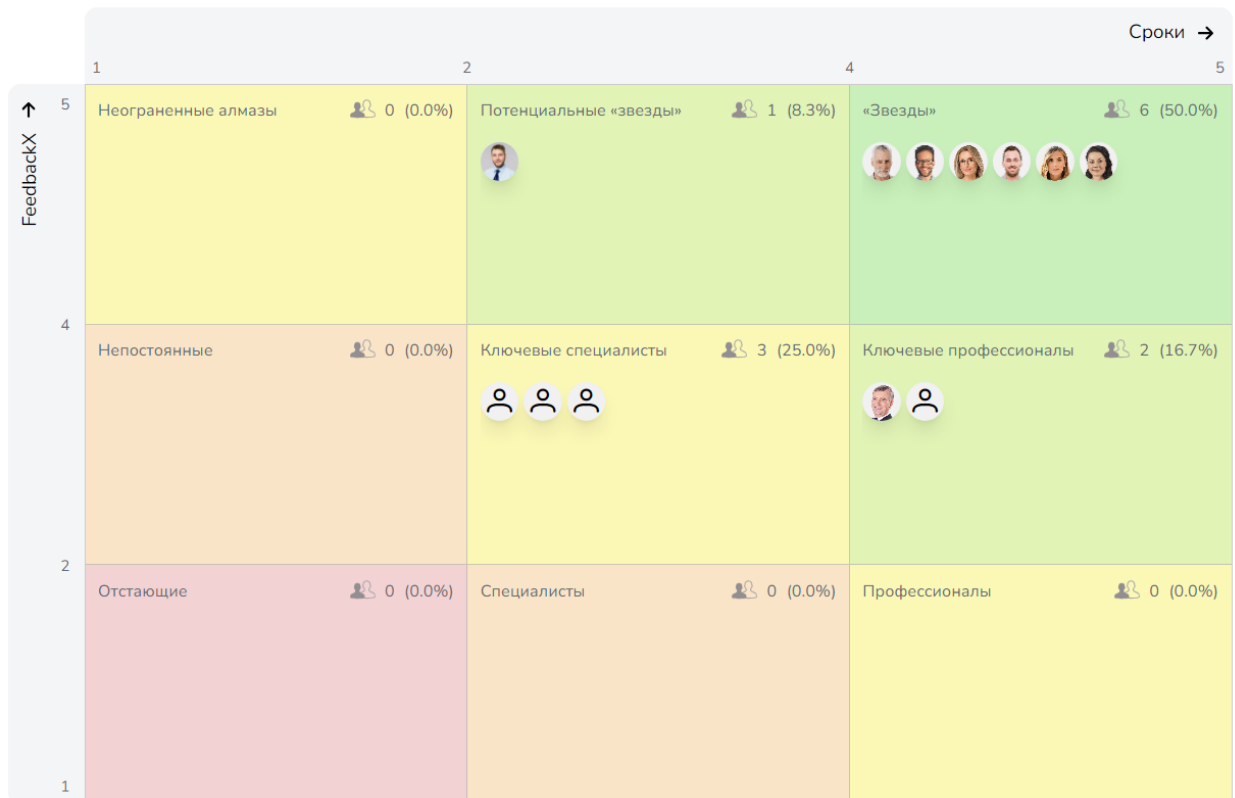 Сроки →
1 2 4 5
FeedbackX →
5
Неограненные алмазы 0 (0.0%)
Потенциальные «звезды» 1 (8.3%)
«Звезды» 6 (50.0%)
4
Непостоянные 0 (0.0%)
Ключевые специалисты 3 (25.0%)
Ключевые профессионалы 2 (16.7%)
2
Отстающие 0 (0.0%)
Специалисты 0 (0.0%)
Профессионалы 0 (0.0%)
1